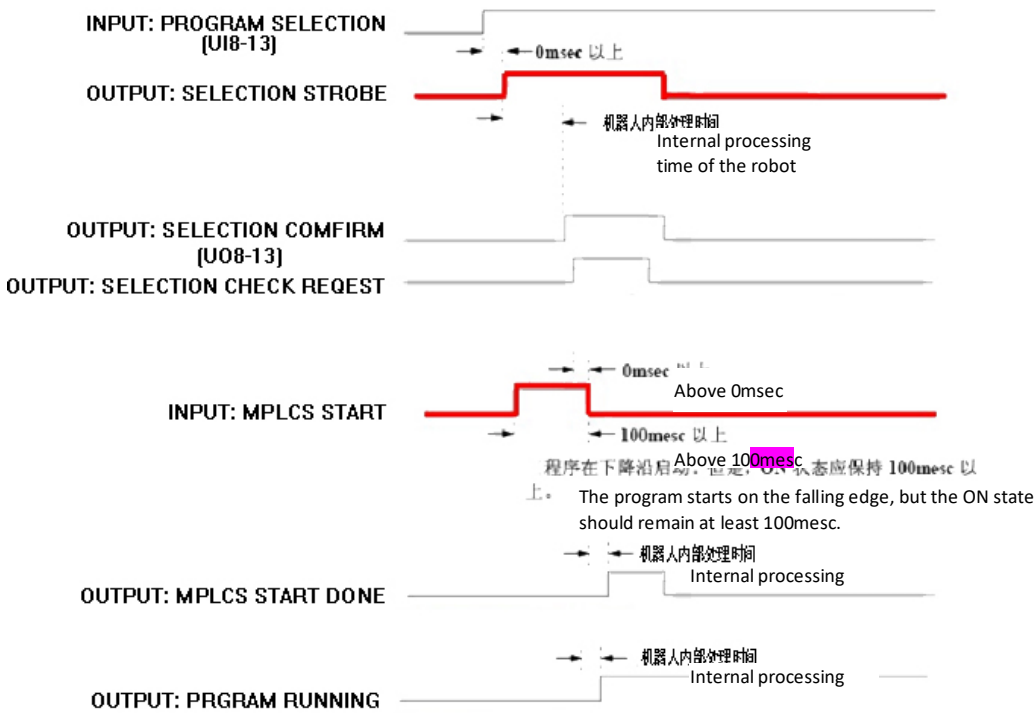 INPUT: PROGRAM SELECTION
(UI8-13)
0msec 以上
OUTPUT: SELECTION STROBE
机器人内部处理时间
Internal processing
time of the robot
OUTPUT: SELECTION COMFIRM
(UO8-13)
OUTPUT: SELECTION CHECK REQEST
0msec
Above 0msec
INPUT: MPLCS START
100mesc 以上
Above 100mesc
程序在下降沿启动. 但是, ON 状态应保持 100mesc 以
上。
The program starts on the falling edge, but the ON state
should remain at least 100mesc.
机器人内部处理时间
Internal processing
OUTPUT: MPLCS START DONE
机器人内部处理时间
Internal processing
OUTPUT: PRGRAM RUNNING